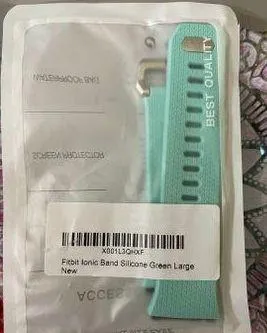 BEST QUALITY
WATERPROOF BAG
SCREEN PROTECTOR
X001L3QHXF
Fitbit Ionic Band Silicone Green Large
New
ACCES